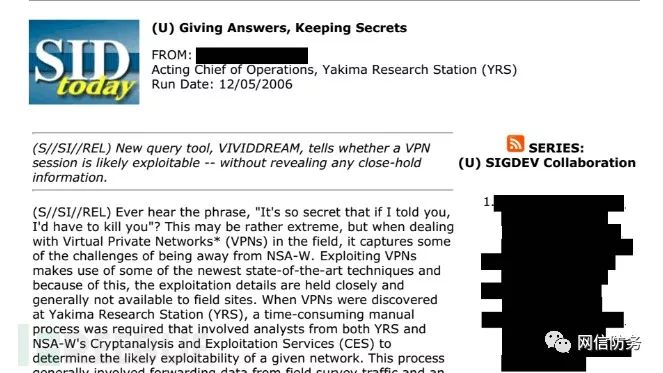 SID
today
(U) Giving Answers, Keeping Secrets
FROM:
Acting Chief of Operations, Yakima Research Station (YRS)
Run Date: 12/05/2006
(S//SI//REL) New query tool, VIVIDDREAM, tells whether a VPN
session is likely exploitable -- without revealing any close-hold
information.
(S//SI//REL) Ever hear the phrase, "It's so secret that if I told you,
I'd have to kill you"? This may be rather extreme, but when dealing
with Virtual Private Networks* (VPNs) in the field, it captures some
of the challenges of being away from NSA-W. Exploiting VPNs
makes use of some of the newest state-of-the-art techniques and
because of this, the exploitation details are held closely and
generally not available to field sites. When VPNs were discovered
at Yakima Research Station (YRS), a time-consuming manual
process was required that involved analysts from both YRS and
NSA-W's Cryptanalysis and Exploitation Services (CES) to
determine the likely exploitability of a given network. This process
generally involved forwarding data from field survey traffic and an
SERIES:
(U) SIGDEV Collaboration
1.
网信防务